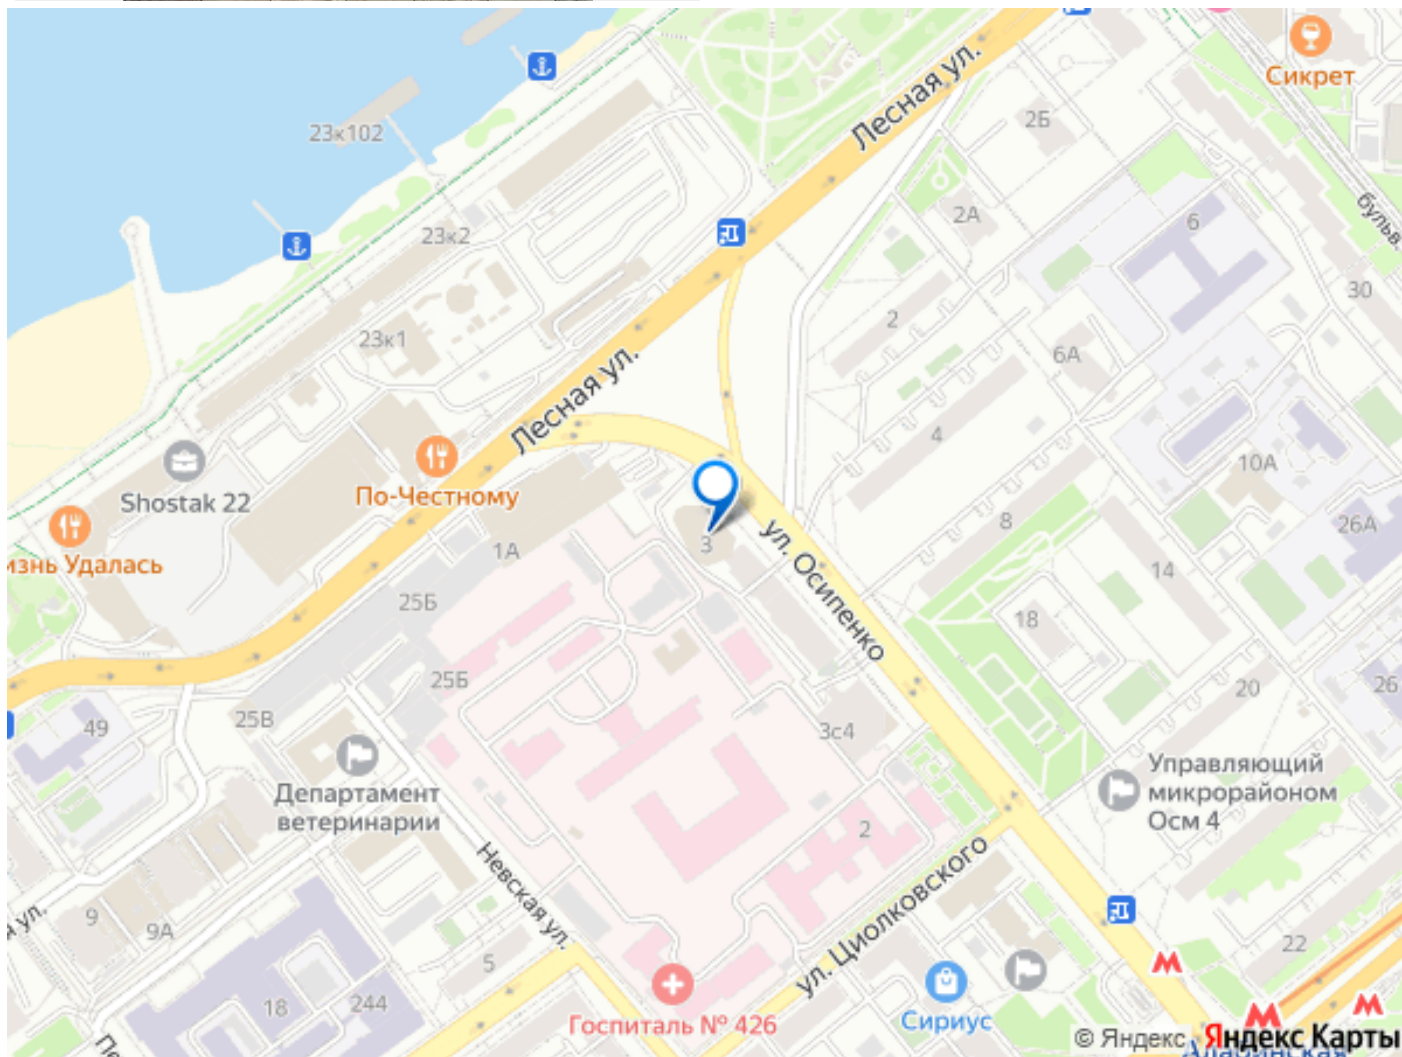 Сикрет
Лесная ул.
2Б
23к102
2А
6
бульв.
23к2
30
2
23к1
6А
Лесная ул.
4
10А
По-Честному
Shostak 22
26А
8
3
ул. Осипенко
1А
изнь Удалась
14
25Б
18
25Б
26
20
25В
49
3с4
Управляющий
микрорайоном
Осм 4
Департамент
ветеринарии
2
Невская ул.
ул. Циолковского
9
9А
22
5
18
244
Госпиталь № 426
Сириус
© Яндекс Яндекс Карты